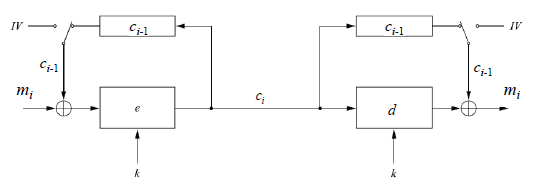 IV c_{i-1} c_{i-1} IV
c_{i-1} c_{i-1}
m_i e c_i d m_i
k k